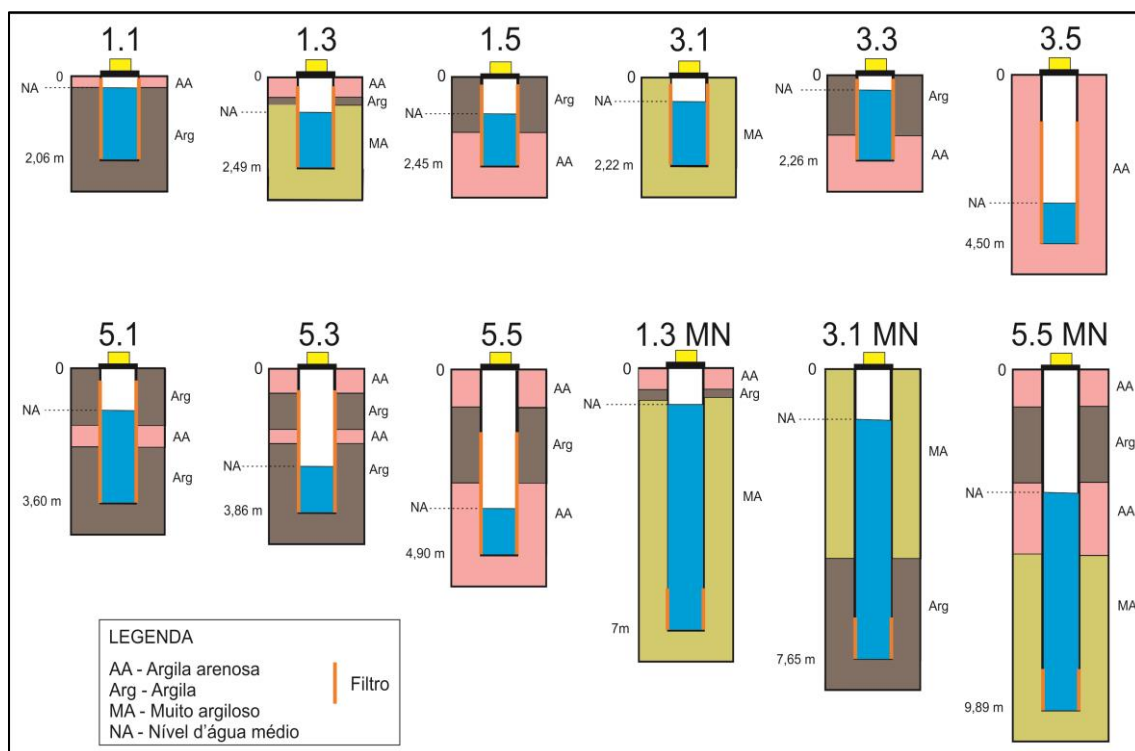 1.1
0
NA
AA
Arg
2,06 m
1.3
0
NA
AA
Arg
MA
2,49 m
1.5
0
NA
Arg
AA
2,45 m
3.1
0
NA
MA
2,22 m
3.3
0
NA
Arg
AA
2,26 m
3.5
0
NA
AA
4,50 m
5.1
0
NA
Arg
AA
Arg
3,60 m
5.3
0
NA
AA
Arg
AA
Arg
3,86 m
5.5
0
NA
AA
Arg
AA
4,90 m
1.3 MN
0
NA
AA
Arg
MA
7m
3.1 MN
0
NA
MA
Arg
7,65 m
5.5 MN
0
NA
AA
Arg
AA
MA
9,89 m
LEGENDA
AA - Argila arenosa
Arg - Argila
MA - Muito argiloso
NA - Nível d'água médio
Filtro